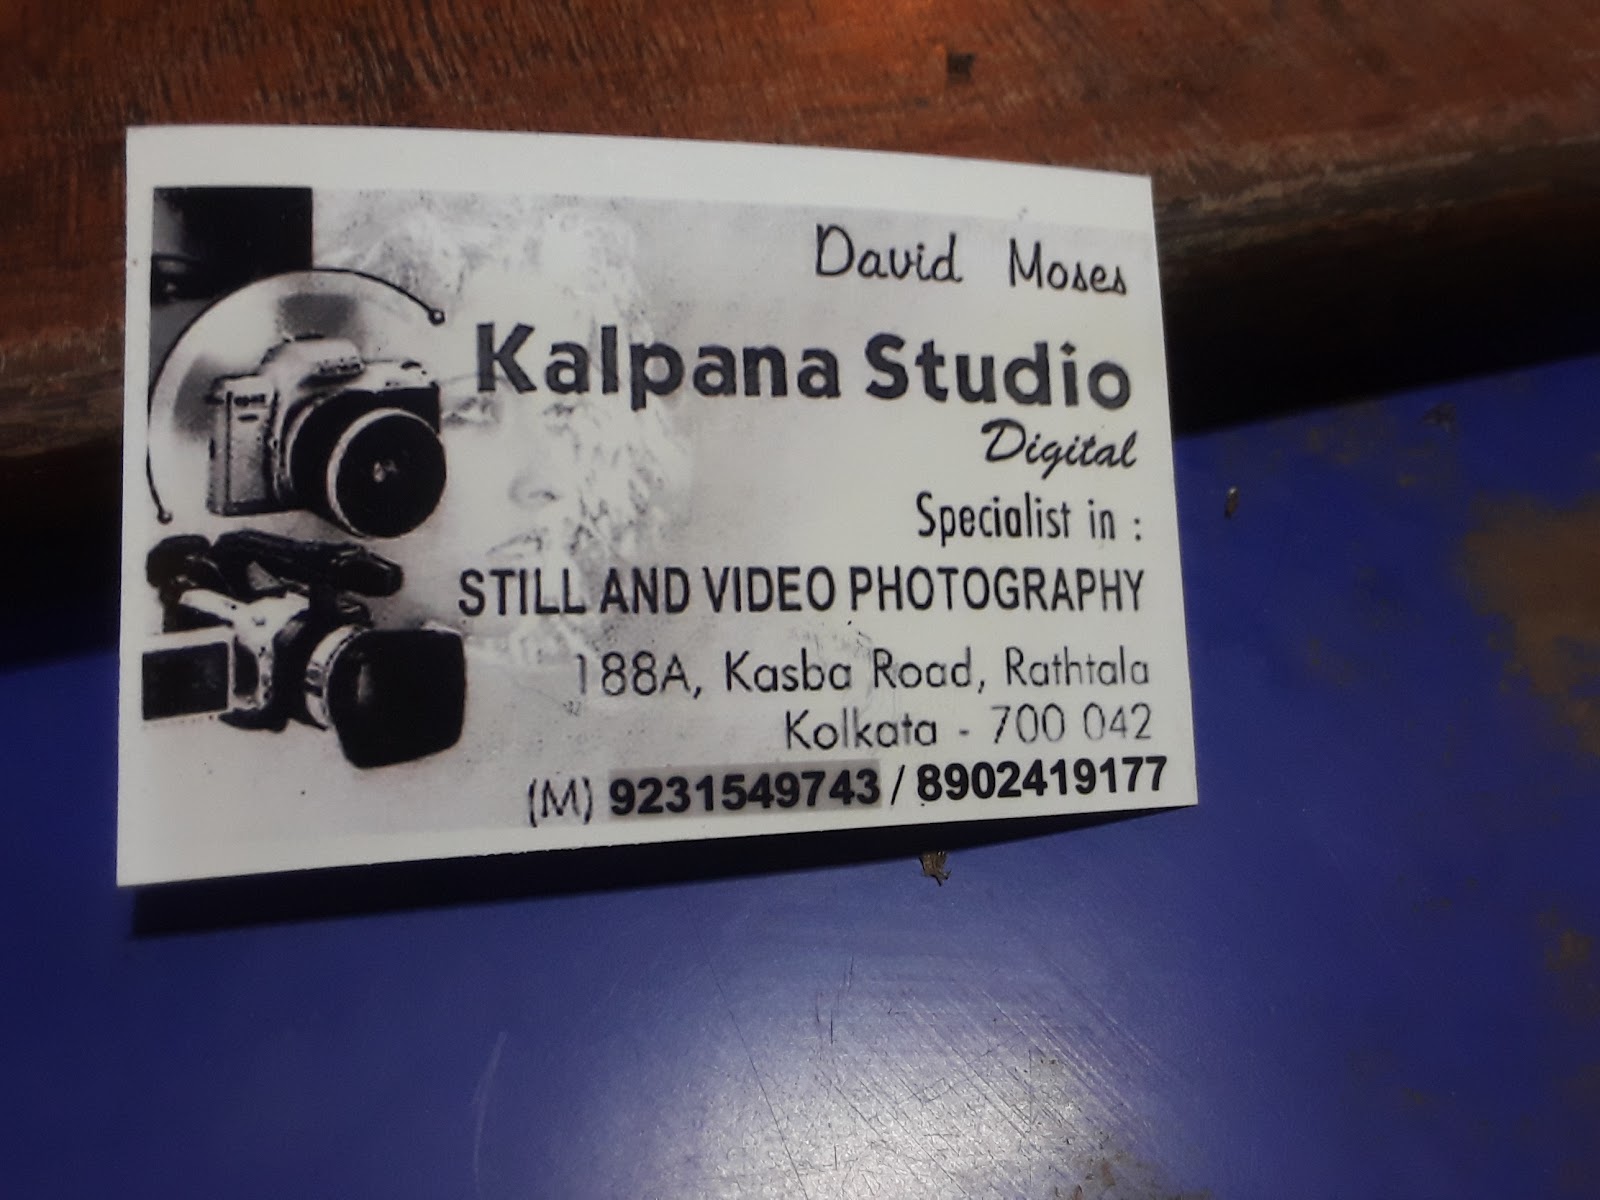 David Moses
Kalpana Studio
Digital
Specialist in :
STILL AND VIDEO PHOTOGRAPHY
188A, Kasba Road, Rathtala
Kolkata - 700 042
(M) 9231549743 / 8902419177